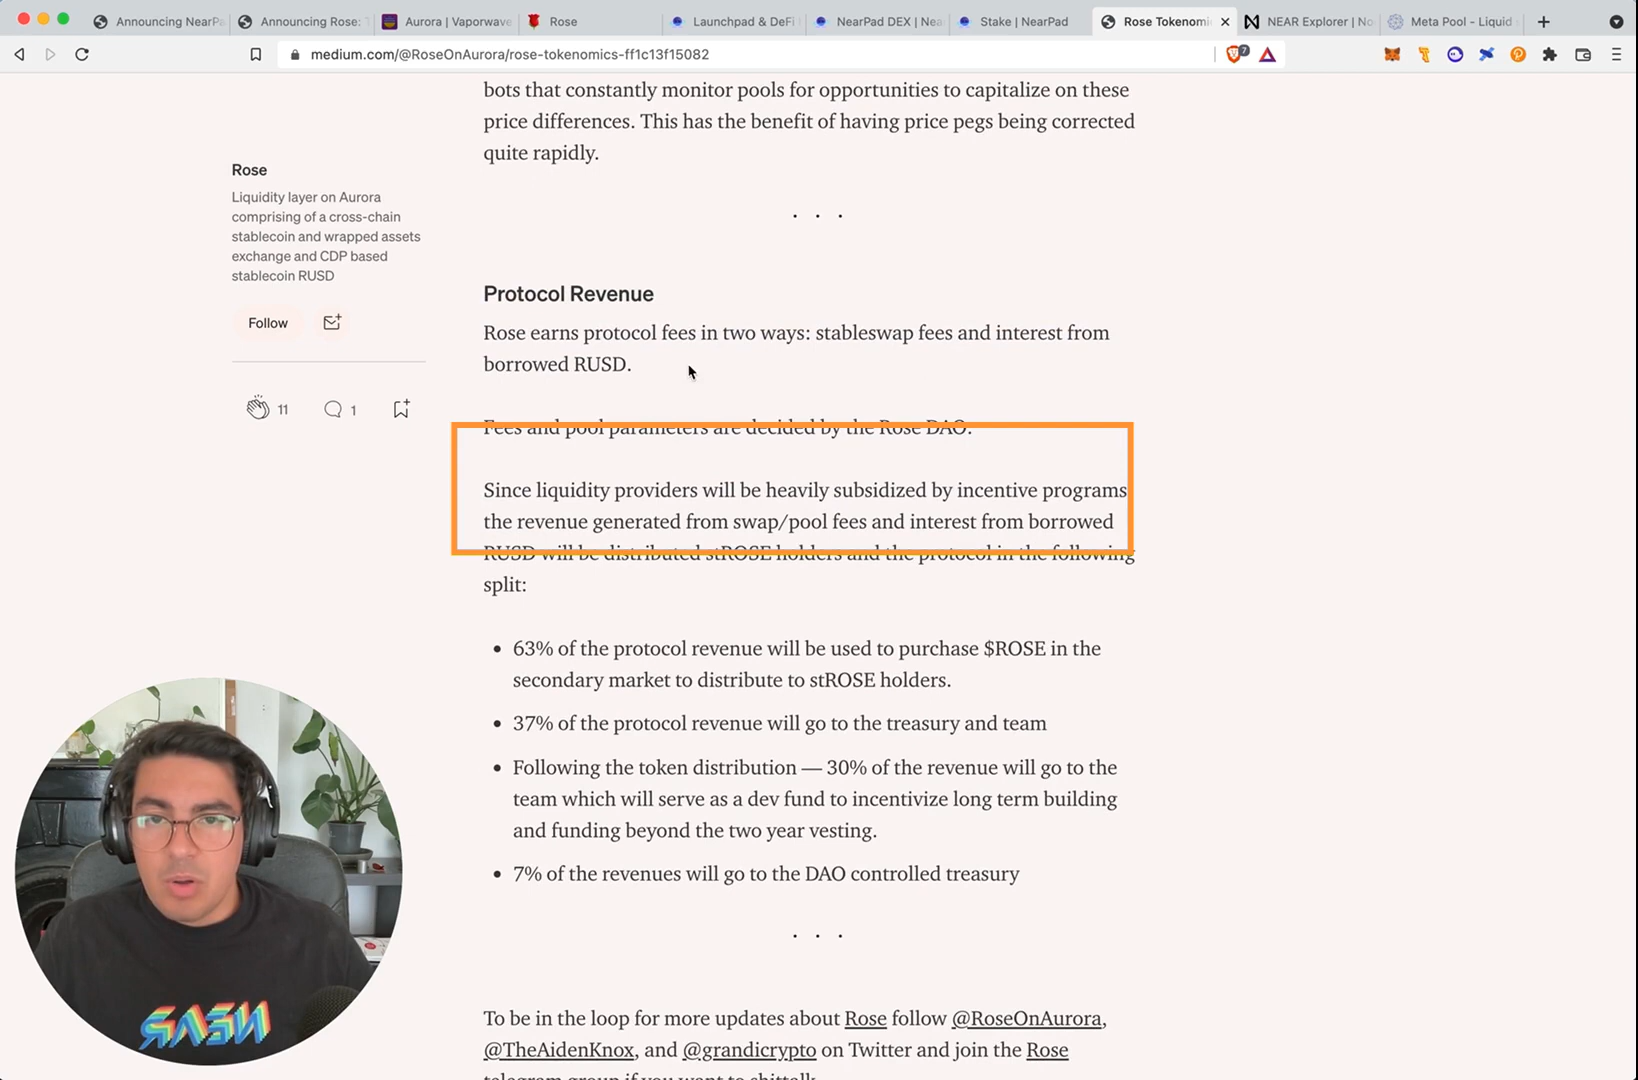 Announcing NearPa
Announcing Rose: T
Aurora | Vaporwave
Rose
Launchpad & DeFi
NearPad DEX | Nea
Stake | NearPad
Rose Tokenomi
NEAR Explorer | No
Meta Pool - Liquid s
medium.com/@RoseOnAurora/rose-tokenomics-ff1c13f15082
7
bots that constantly monitor pools for opportunities to capitalize on these
price differences. This has the benefit of having price pegs being corrected
quite rapidly.
Rose
Liquidity layer on Aurora
comprising of a cross-chain
stablecoin and wrapped assets
exchange and CDP based
stablecoin RUSD
Follow
11
1
Protocol Revenue
Rose earns protocol fees in two ways: stableswap fees and interest from
borrowed RUSD.
Fees and pool parameters are decided by the Rose DAO.
Since liquidity providers will be heavily subsidized by incentive programs
the revenue generated from swap/pool fees and interest from borrowed
RUSD will be distributed stROSE holders and the protocol in the following
split:
• 63% of the protocol revenue will be used to purchase $ROSE in the
secondary market to distribute to stROSE holders.
• 37% of the protocol revenue will go to the treasury and team
• Following the token distribution — 30% of the revenue will go to the
team which will serve as a dev fund to incentivize long term building
and funding beyond the two year vesting.
• 7% of the revenues will go to the DAO controlled treasury
To be in the loop for more updates about Rose follow @RoseOnAurora,
@TheAidenKnox, and @grandicrypto on Twitter and join the Rose
telegram group if you want to shittalk